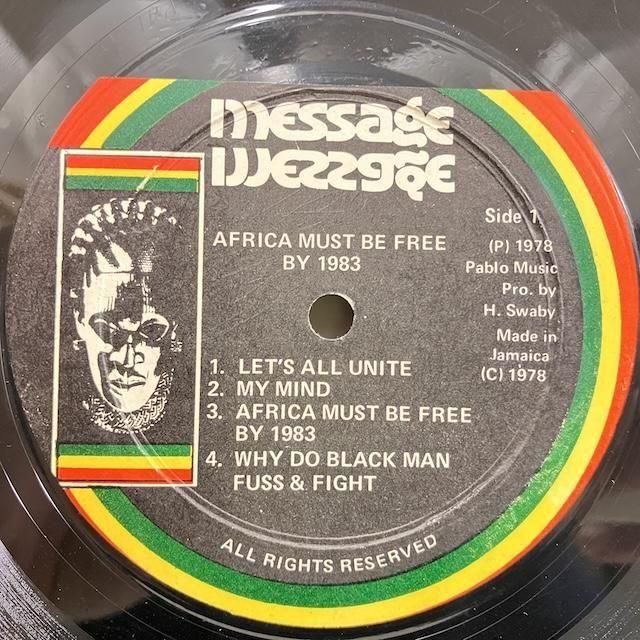 message
message
AFRICA MUST BE FREE
BY 1983
Side 1
(P) 1978
Pablo Music
Pro. by
H. Swaby
Made in
Jamaica
(C) 1978
1. LET'S ALL UNITE
2. MY MIND
3. AFRICA MUST BE FREE
BY 1983
4. WHY DO BLACK MAN
FUSS & FIGHT
ALL RIGHTS RESERVED